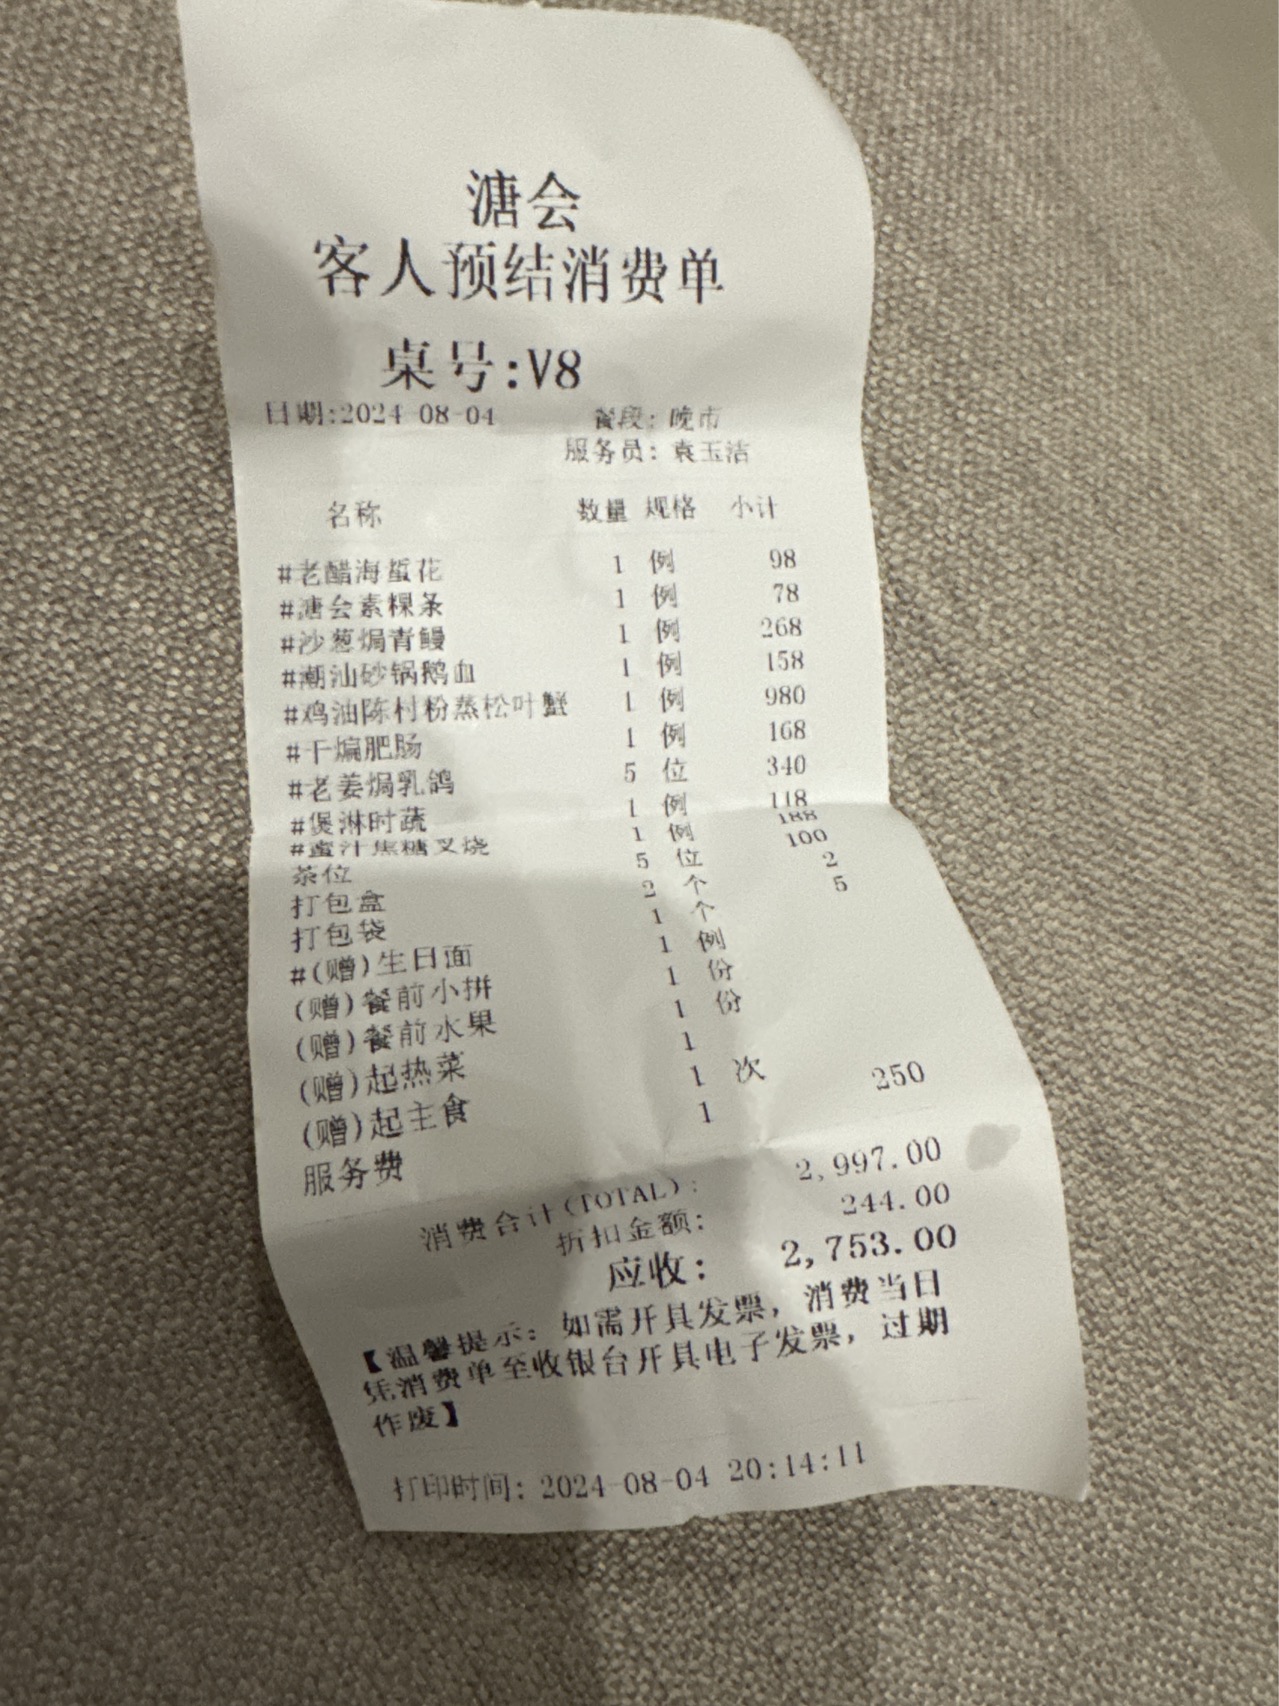 溏会
客人预结消费单
桌号:V8
日期:2024-08-04 餐段: 晚市
服务员: 袁玉洁
名称 数量 规格 小计
#老醋海蜇花 1 例 98
#溏会素粿条 1 例 78
#沙葱焗青鳗 1 例 268
#潮汕砂锅鹅血 1 例 158
#鸡油陈村粉蒸松叶蟹 1 例 980
#干煸肥肠 1 例 168
#老姜焗乳鸽 5 位 340
#煲淋时蔬 1 例 118
#蜜汁焦糖叉烧 1 例 188
茶位 5 位 100
打包盒 2 个 2
打包袋 1 个 5
#(赠)生日面 1 例
(赠)餐前小拼 1 份
(赠)餐前水果 1 份
(赠)起热菜 1
(赠)起主食 1 次
服务费 1 250
消费合计(TOTAL): 2,997.00
折扣金额: 244.00
应收: 2,753.00
【温馨提示: 如需开具发票, 消费当日
凭消费单至收银台开具电子发票, 过期
作废】
打印时间: 2024-08-04 20:14:11